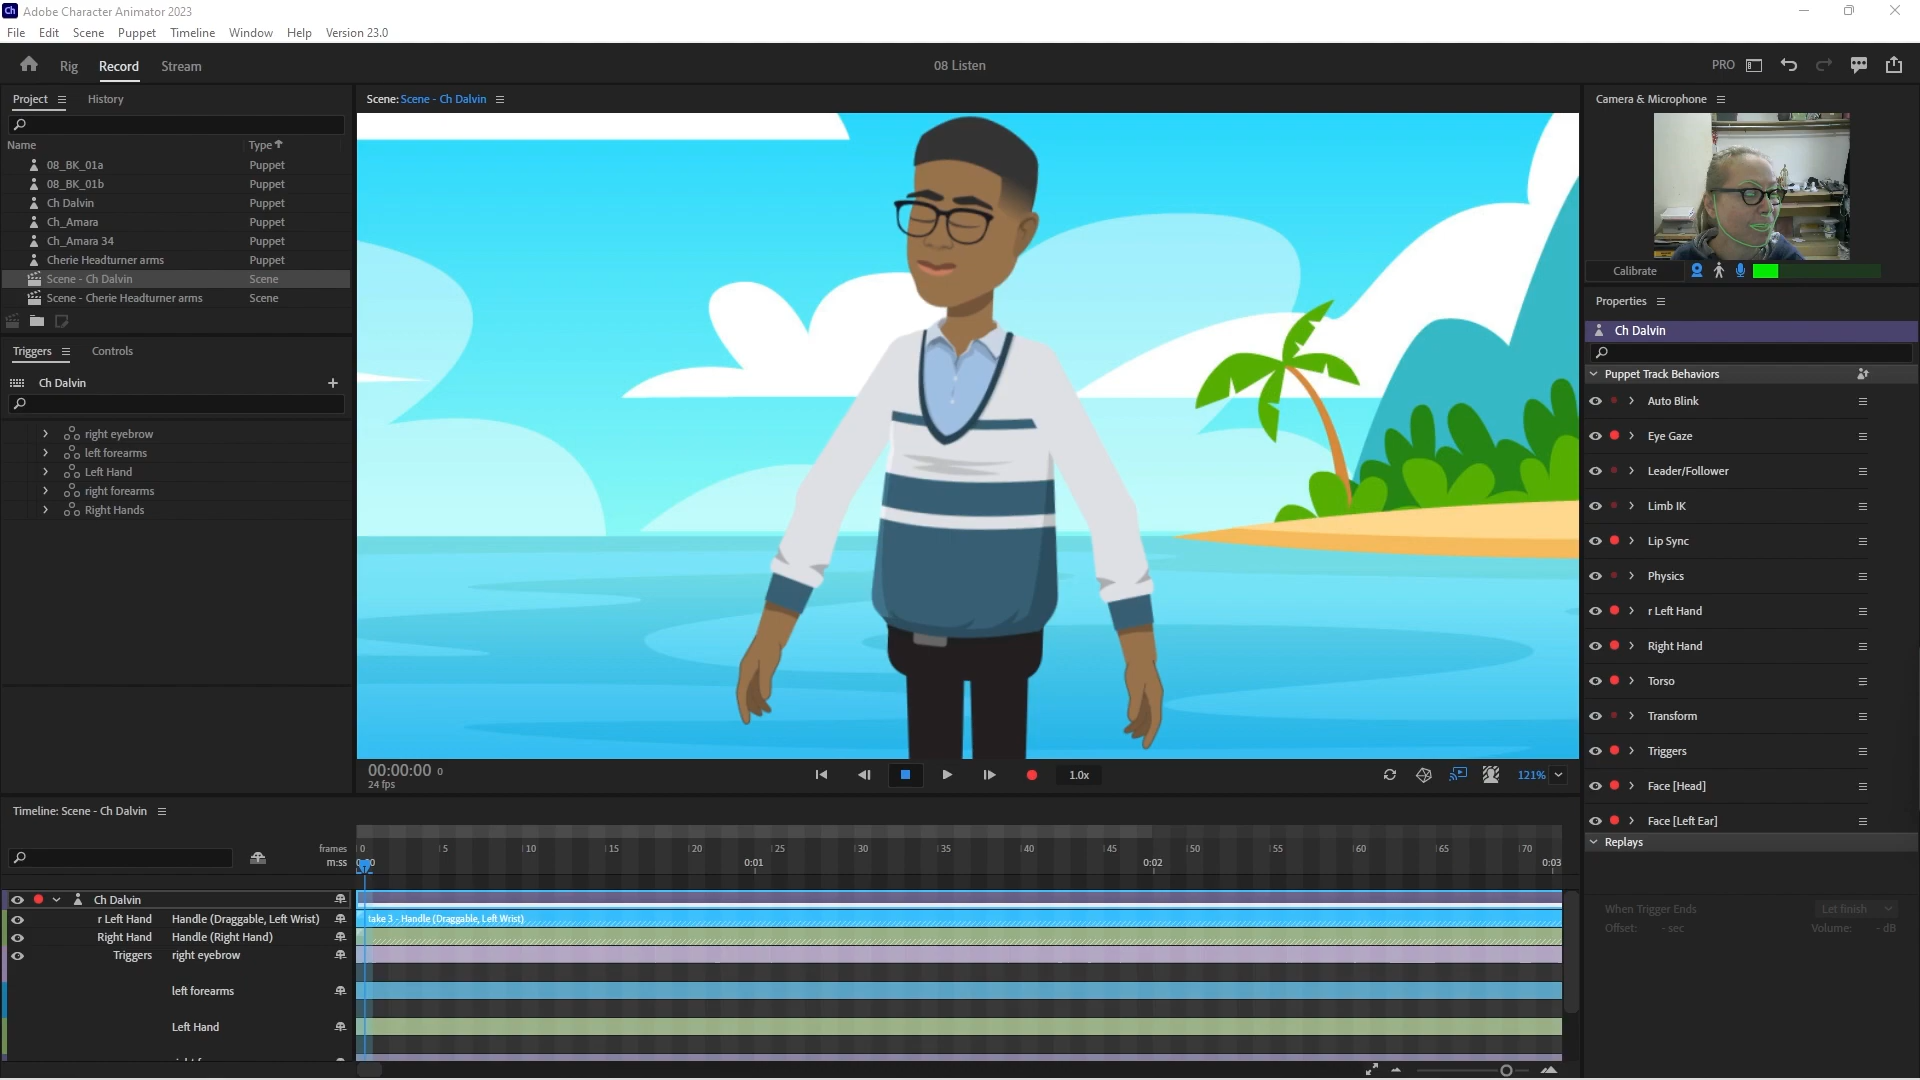 Ch Adobe Character Animator 2023
File Edit Scene Puppet Timeline Window Help Version 23.0
Rig Record Stream 08 Listen PRO
Project History
Name Type
08_BK_01a Puppet
08_BK_01b Puppet
Ch Dalvin Puppet
Ch_Amara Puppet
Ch_Amara 34 Puppet
Cherie Headturner arms Puppet
Scene - Ch Dalvin Scene
Scene - Cherie Headturner arms Scene
Triggers Controls
Ch Dalvin
right eyebrow
left forearms
Left Hand
right forearms
Right Hands
Scene: Scene - Ch Dalvin
00:00:00 0
24 fps
1.0x
121%
Camera & Microphone
Calibrate
Properties
Ch Dalvin
Puppet Track Behaviors
Auto Blink
Eye Gaze
Leader/Follower
Limb IK
Lip Sync
Physics
r Left Hand
Right Hand
Torso
Transform
Triggers
Face [Head]
Face [Left Ear]
Replays
When Trigger Ends Let finish
Offset: - sec Volume: - dB
Timeline: Scene - Ch Dalvin
frames 0 5 10 15 20 25 30 35 40 45 50 55 60 65 70
m:ss 0:00 0:01 0:02 0:03
Ch Dalvin
r Left Hand Handle (Draggable, Left Wrist) take 3 - Handle (Draggable, Left Wrist)
Right Hand Handle (Right Hand)
Triggers right eyebrow
left forearms
Left Hand